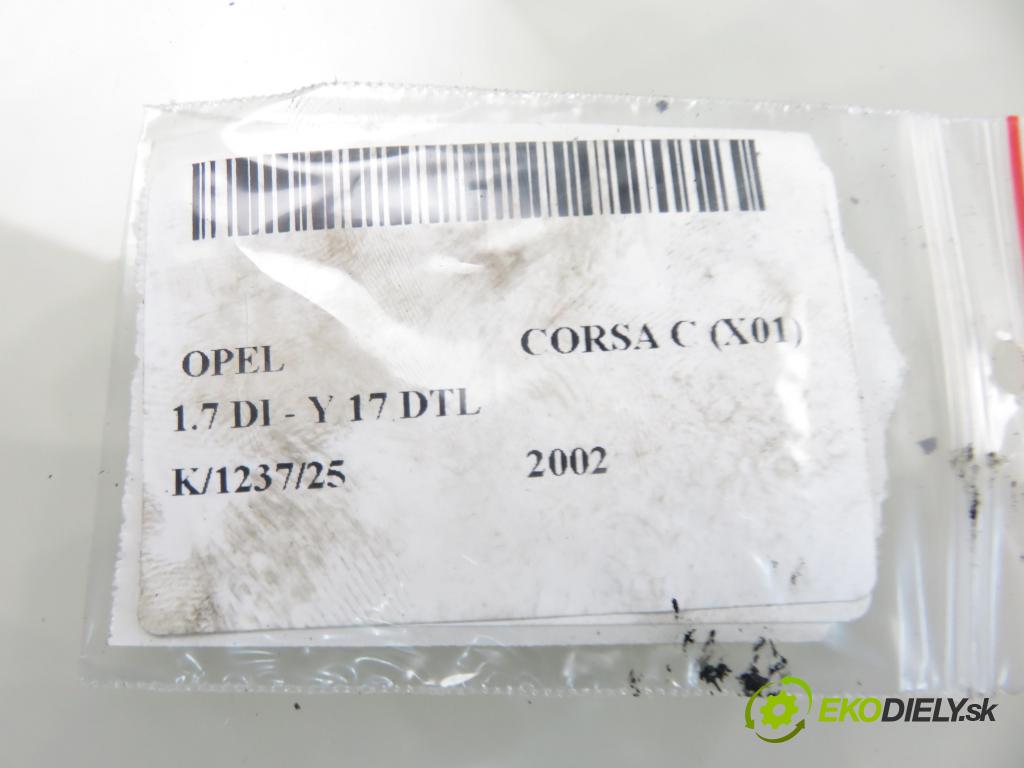 OPEL CORSA C (X01)
1.7 DI - Y 17 DTL
K/1237/25 2002
EKODIELY.sk